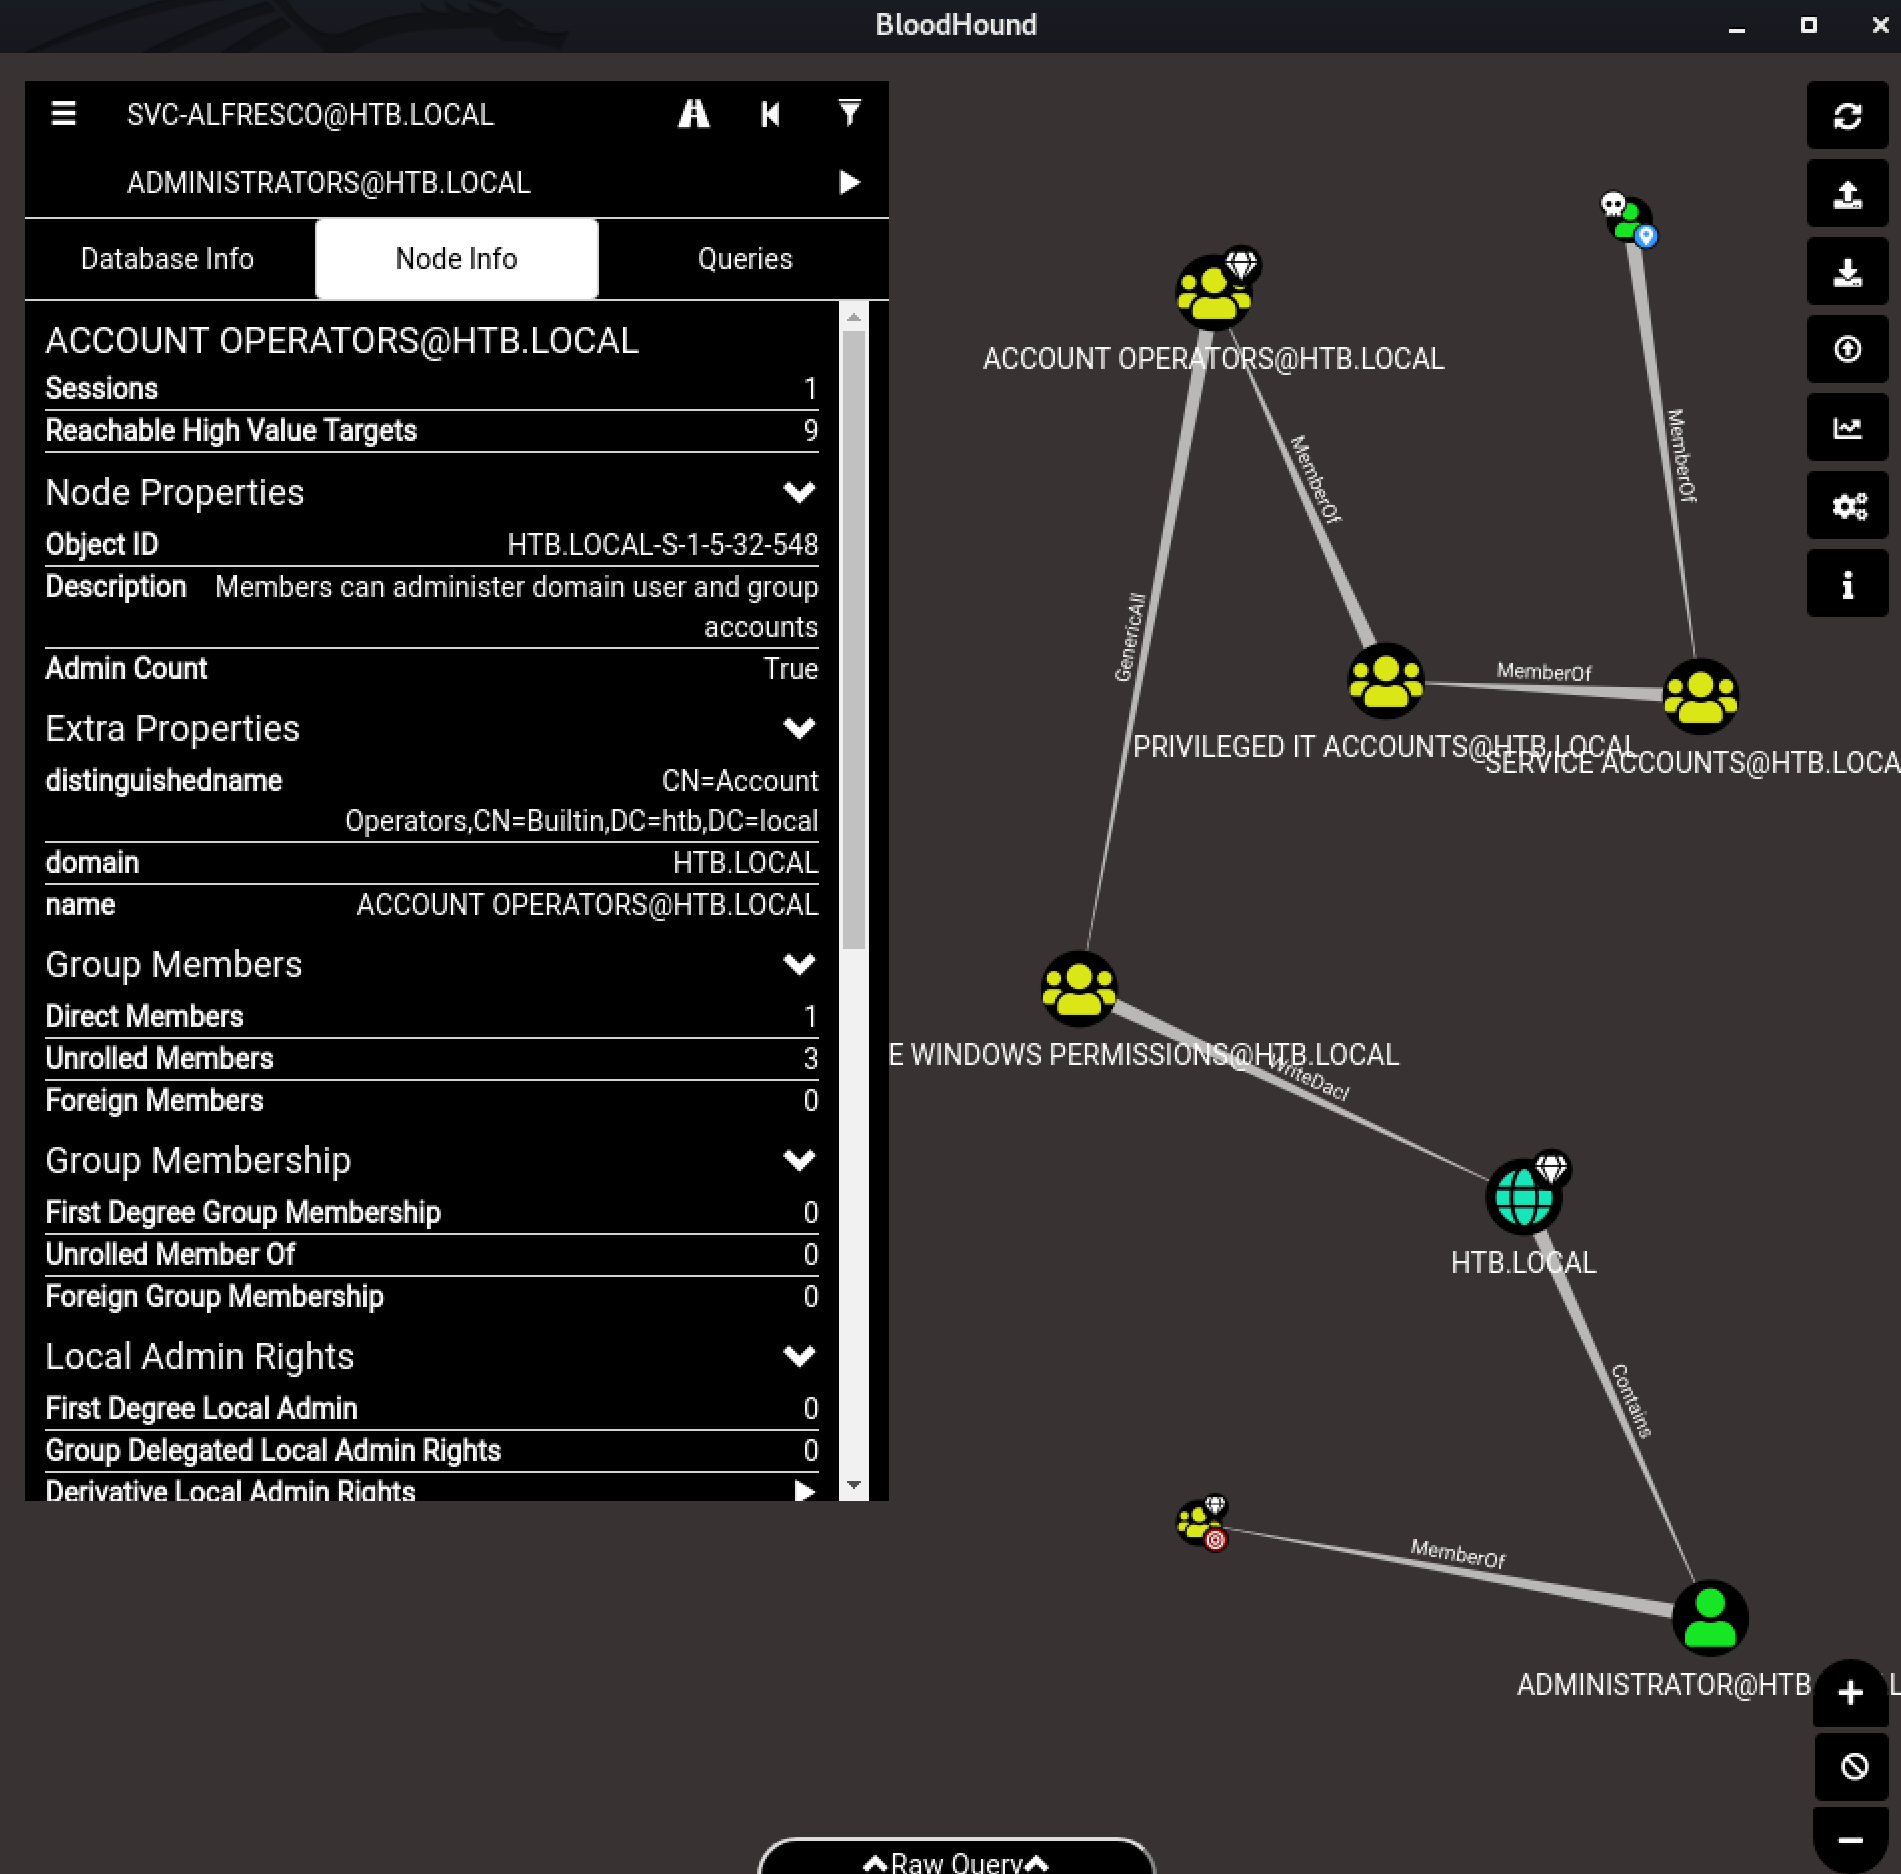 BloodHound
SVC-ALFRESCO@HTB.LOCAL
ADMINISTRATORS@HTB.LOCAL
Database Info
Node Info
Queries
ACCOUNT OPERATORS@HTB.LOCAL
Sessions 1
Reachable High Value Targets 9
Node Properties
Object ID HTB.LOCAL-S-1-5-32-548
Description Members can administer domain user and group
accounts
Admin Count True
Extra Properties
distinguishedname CN=Account
Operators,CN=Builtin,DC=htb,DC=local
domain HTB.LOCAL
name ACCOUNT OPERATORS@HTB.LOCAL
Group Members
Direct Members 1
Unrolled Members 3
Foreign Members 0
Group Membership
First Degree Group Membership 0
Unrolled Member Of 0
Foreign Group Membership 0
Local Admin Rights
First Degree Local Admin 0
Group Delegated Local Admin Rights 0
Derivative Local Admin Rights
ACCOUNT OPERATORS@HTB.LOCAL
MemberOf
MemberOf
GenericAll
MemberOf
PRIVILEGED IT ACCOUNTS@HTB.LOCAL
SERVICE ACCOUNTS@HTB.LOCA
E WINDOWS PERMISSIONS@HTB.LOCAL
WriteDacl
HTB.LOCAL
Contains
MemberOf
ADMINISTRATOR@HTB L
Raw Query